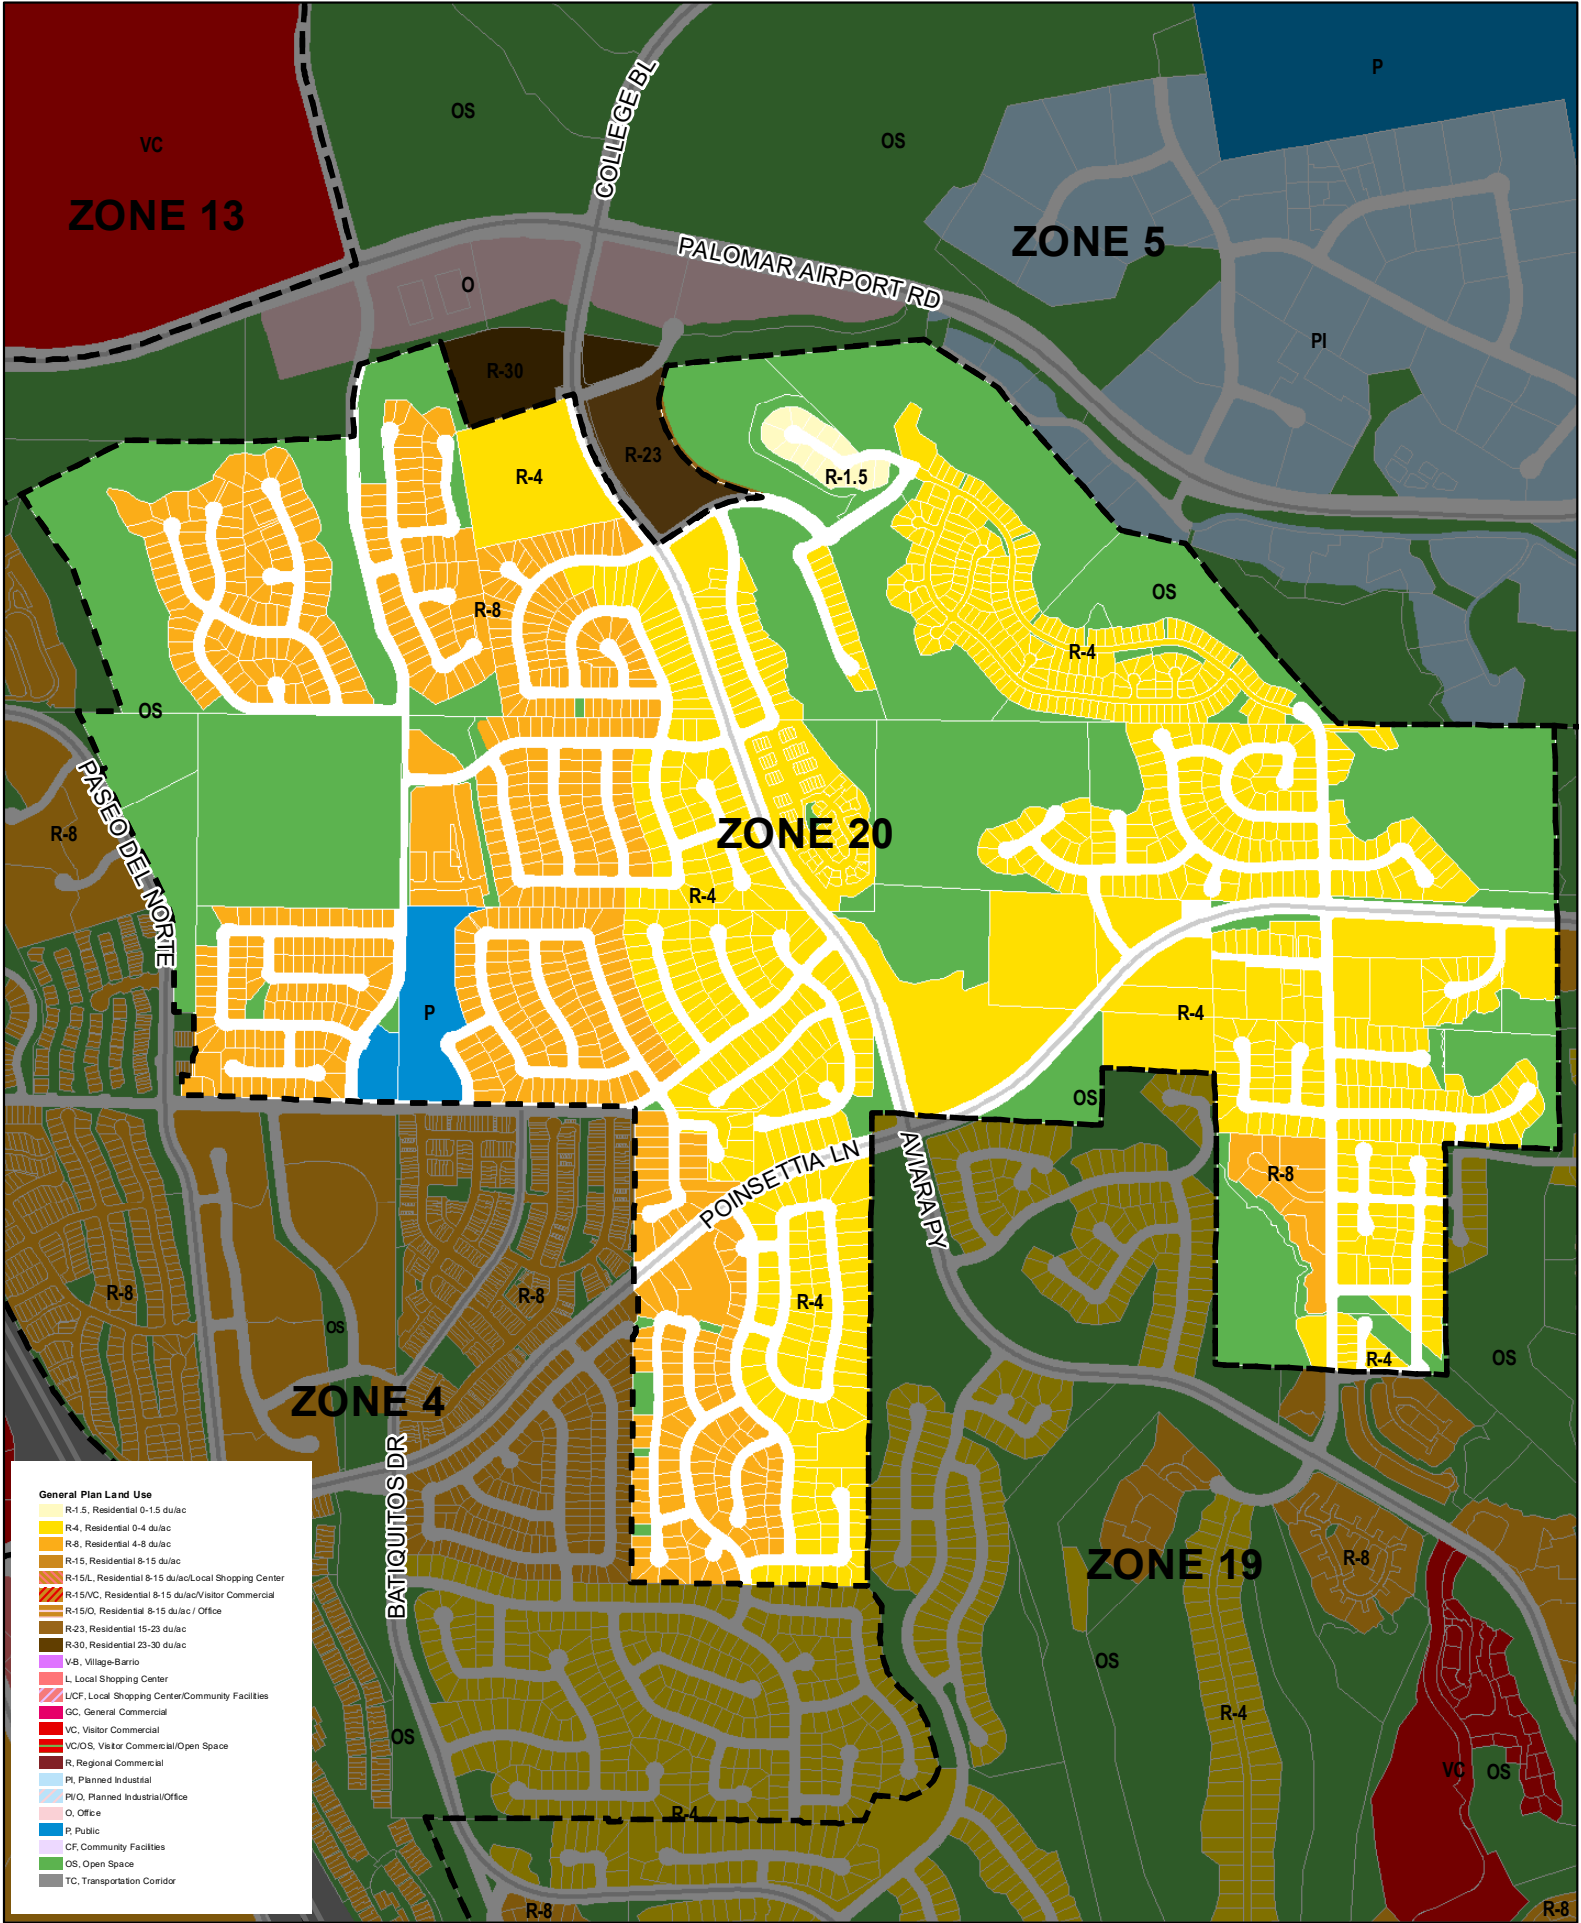 P
OS
OS
VC
COLLEGE BL
ZONE 13
ZONE 5
PALOMAR AIRPORT RD
O
PI
R-30
R-23
R-4
R-1.5
OS
R-8
R-4
OS
PASEO DEL NORTE
R-8
ZONE 20
R-4
P
R-4
OS
AVIARA PY
POINSETTIA LN
R-8
R-8
R-8
R-4
OS
R-4
OS
ZONE 4
BATIQUITOS DR
ZONE 19
R-8
OS
R-4
OS
VC
OS
R-4
R-8
R-8
General Plan Land Use
R-1.5, Residential 0-1.5 du/ac
R-4, Residential 0-4 du/ac
R-8, Residential 4-8 du/ac
R-15, Residential 8-15 du/ac
R-15/L, Residential 8-15 du/ac/Local Shopping Center
R-15/VC, Residential 8-15 du/ac/Visitor Commercial
R-15/O, Residential 8-15 du/ac / Office
R-23, Residential 15-23 du/ac
R-30, Residential 23-30 du/ac
V-B, Village-Barrio
L, Local Shopping Center
L/CF, Local Shopping Center/Community Facilities
GC, General Commercial
VC, Visitor Commercial
VC/OS, Visitor Commercial/Open Space
R, Regional Commercial
PI, Planned Industrial
PI/O, Planned Industrial/Office
O, Office
P, Public
CF, Community Facilities
OS, Open Space
TC, Transportation Corridor